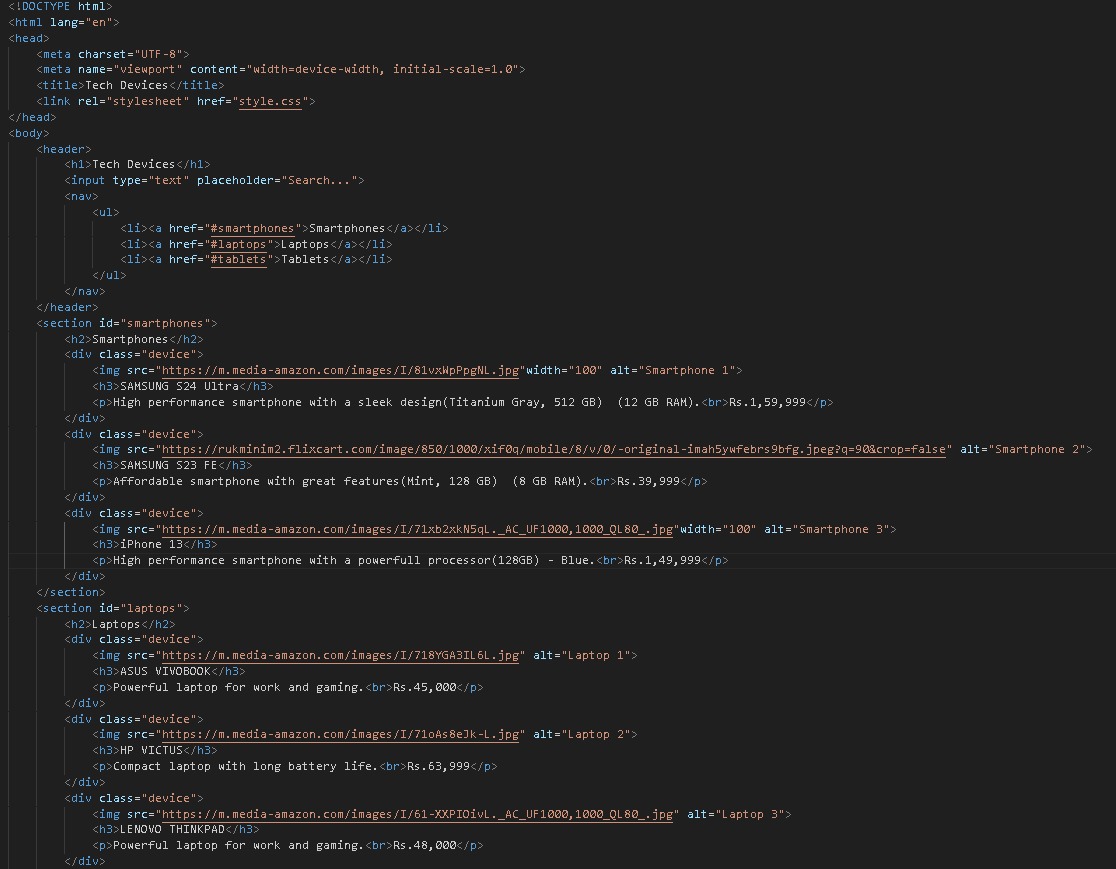 <!DOCTYPE html>
<html lang="en">
<head>
    <meta charset="UTF-8">
    <meta name="viewport" content="width=device-width, initial-scale=1.0">
    <title>Tech Devices</title>
    <link rel="stylesheet" href="style.css">
</head>
<body>
    <header>
        <h1>Tech Devices</h1>
        <input type="text" placeholder="Search...">
        <nav>
            <ul>
                <li><a href="#smartphones">Smartphones</a></li>
                <li><a href="#laptops">Laptops</a></li>
                <li><a href="#tablets">Tablets</a></li>
            </ul>
        </nav>
    </header>
    <section id="smartphones">
        <h2>Smartphones</h2>
        <div class="device">
            <img src="https://m.media-amazon.com/images/I/81vxWpPpgNL.jpg"width="100" alt="Smartphone 1">
            <h3>SAMSUNG S24 Ultra</h3>
            <p>High performance smartphone with a sleek design(Titanium Gray, 512 GB)  (12 GB RAM).<br>Rs.1,59,999</p>
        </div>
        <div class="device">
            <img src="https://rukminim2.flixcart.com/image/850/1000/xif0q/mobile/8/v/0/-original-imah5ywfebrs9bfg.jpeg?q=90&crop=false" alt="Smartphone 2">
            <h3>SAMSUNG S23 FE</h3>
            <p>Affordable smartphone with great features(Mint, 128 GB)  (8 GB RAM).<br>Rs.39,999</p>
        </div>
        <div class="device">
            <img src="https://m.media-amazon.com/images/I/71xb2xkN5qL._AC_UF1000,1000_QL80_.jpg"width="100" alt="Smartphone 3">
            <h3>iPhone 13</h3>
            <p>High performance smartphone with a powerfull processor(128GB) - Blue.<br>Rs.1,49,999</p>
        </div>
    </section>
    <section id="laptops">
        <h2>Laptops</h2>
        <div class="device">
            <img src="https://m.media-amazon.com/images/I/718YGA3IL6L.jpg" alt="Laptop 1">
            <h3>ASUS VIVOBOOK</h3>
            <p>Powerful laptop for work and gaming.<br>Rs.45,000</p>
        </div>
        <div class="device">
            <img src="https://m.media-amazon.com/images/I/71oAs8eJk-L.jpg" alt="Laptop 2">
            <h3>HP VICTUS</h3>
            <p>Compact laptop with long battery life.<br>Rs.63,999</p>
        </div>
        <div class="device">
            <img src="https://m.media-amazon.com/images/I/61-XXPIOivL._AC_UF1000,1000_QL80_.jpg" alt="Laptop 3">
            <h3>LENOVO THINKPAD</h3>
            <p>Powerful laptop for work and gaming.<br>Rs.48,000</p>
        </div>